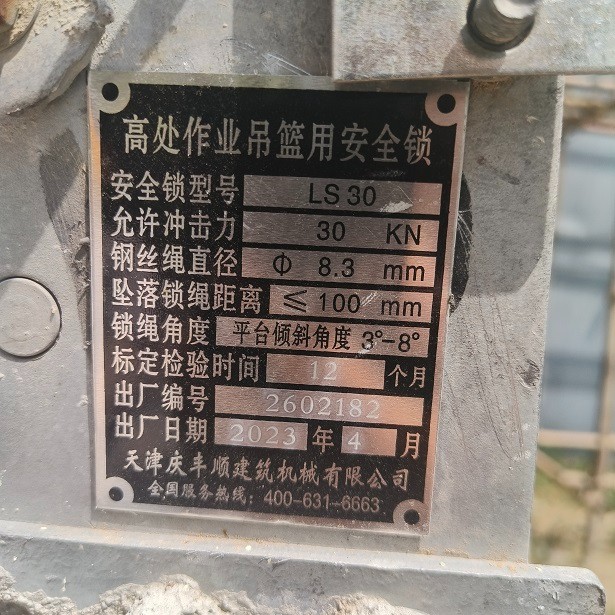 高处作业吊篮用安全锁
安全锁型号 LS30
允许冲击力 30 KN
钢丝绳直径 Φ 8.3 mm
坠落锁绳距离 ≤100 mm
锁绳角度 平台倾斜角度 3°-8°
标定检验时间 12 个月
出厂编号 2602182
出厂日期 2023 年 4 月
天津庆丰顺建筑机械有限公司
全国服务热线：400-631-6663